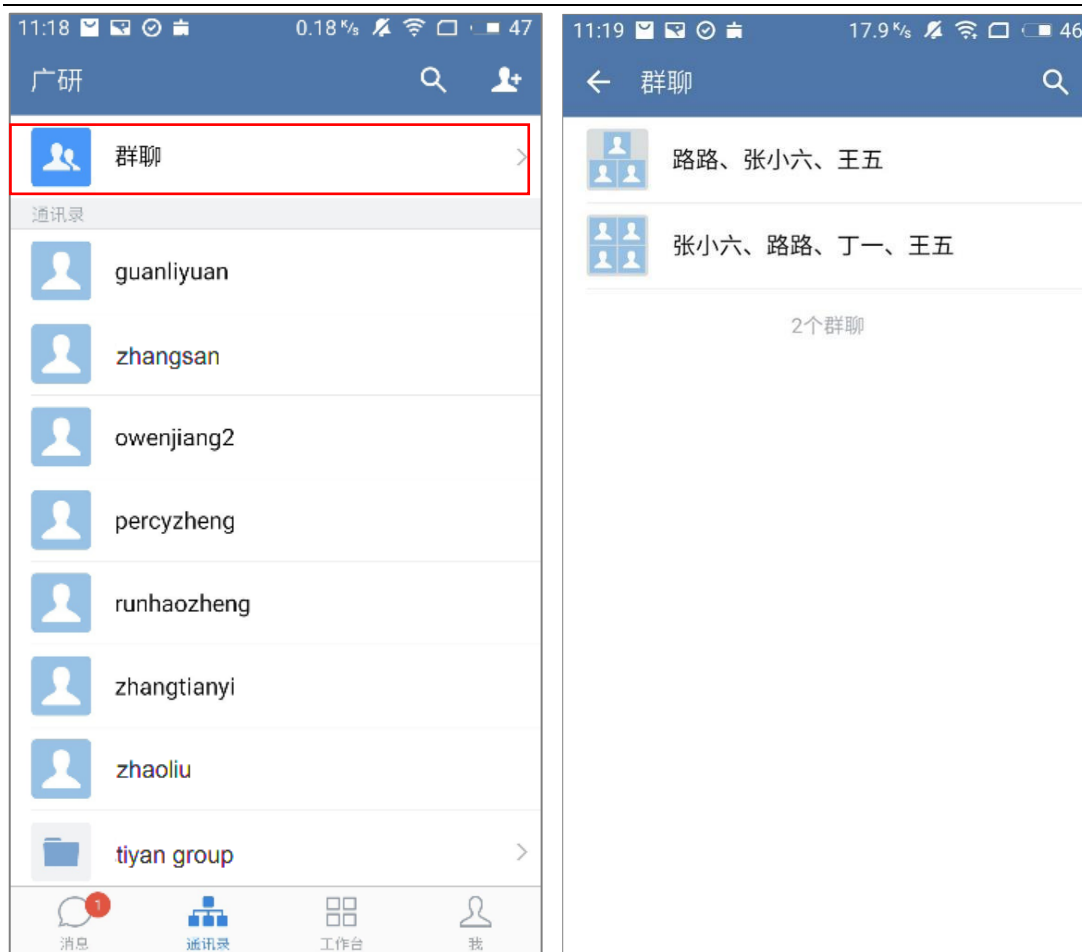 11:18 0.18 K/s 47
广研
群聊
通讯录
guanliyuan
zhangsan
owenjiang2
percyzheng
runhaozheng
zhangtianyi
zhaoliu
tiyan group
1
消息 通讯录 工作台 我
11:19 17.9 K/s 46
群聊
路路、张小六、王五
张小六、路路、丁一、王五
2个群聊